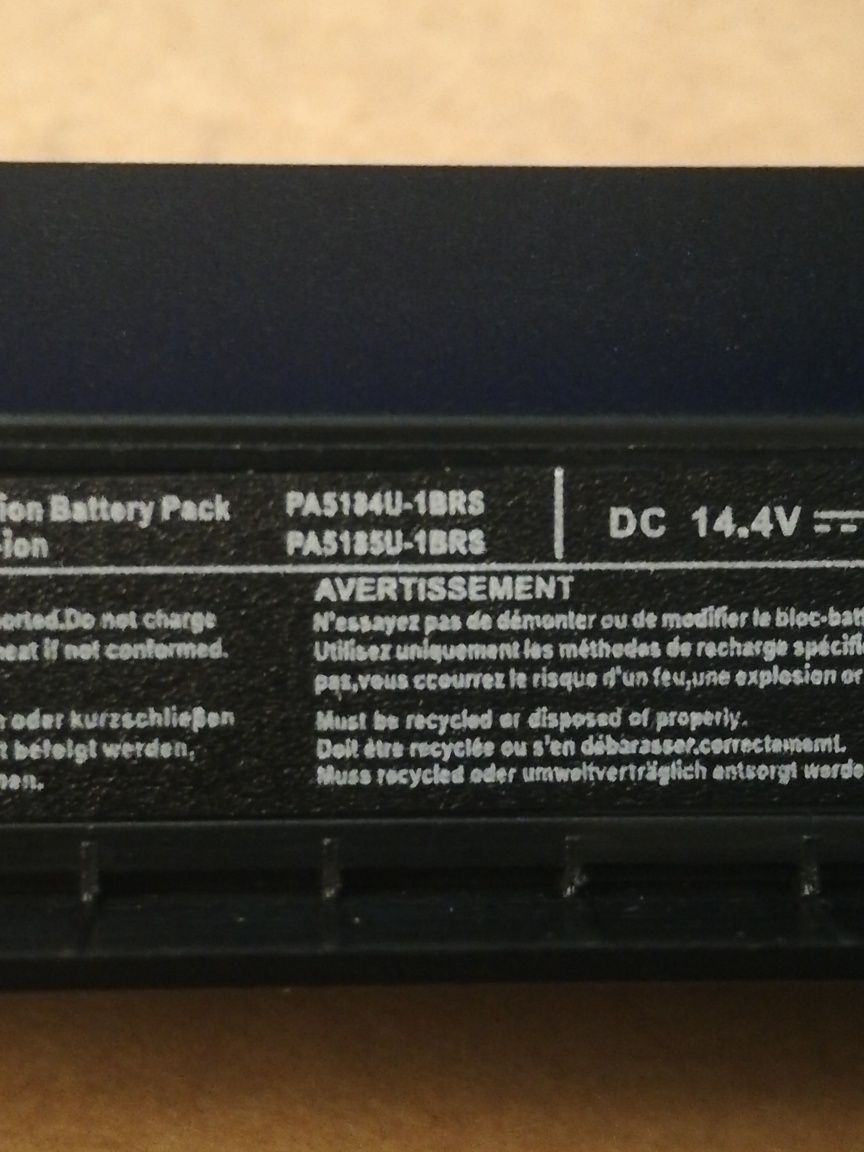 ion Battery Pack
-ion
PA5184U-1BRS
PA5185U-1BRS
DC 14.4V
orted.Do not charge
heat if not conformed.
oder kurzschließen
t befolgt werden,
nen.
AVERTISSEMENT
N'essayez pas de démonter ou de modifier le bloc-batt
Utilisez uniquement les méthodes de recharge spécifi
pas,vous ccourrez le risque d'un feu,une explosion or
Must be recycled or disposed of properly.
Doit être recyclée ou s'en débarasser.correctememt.
Muss recycled oder umweltverträglich entsorgt werde